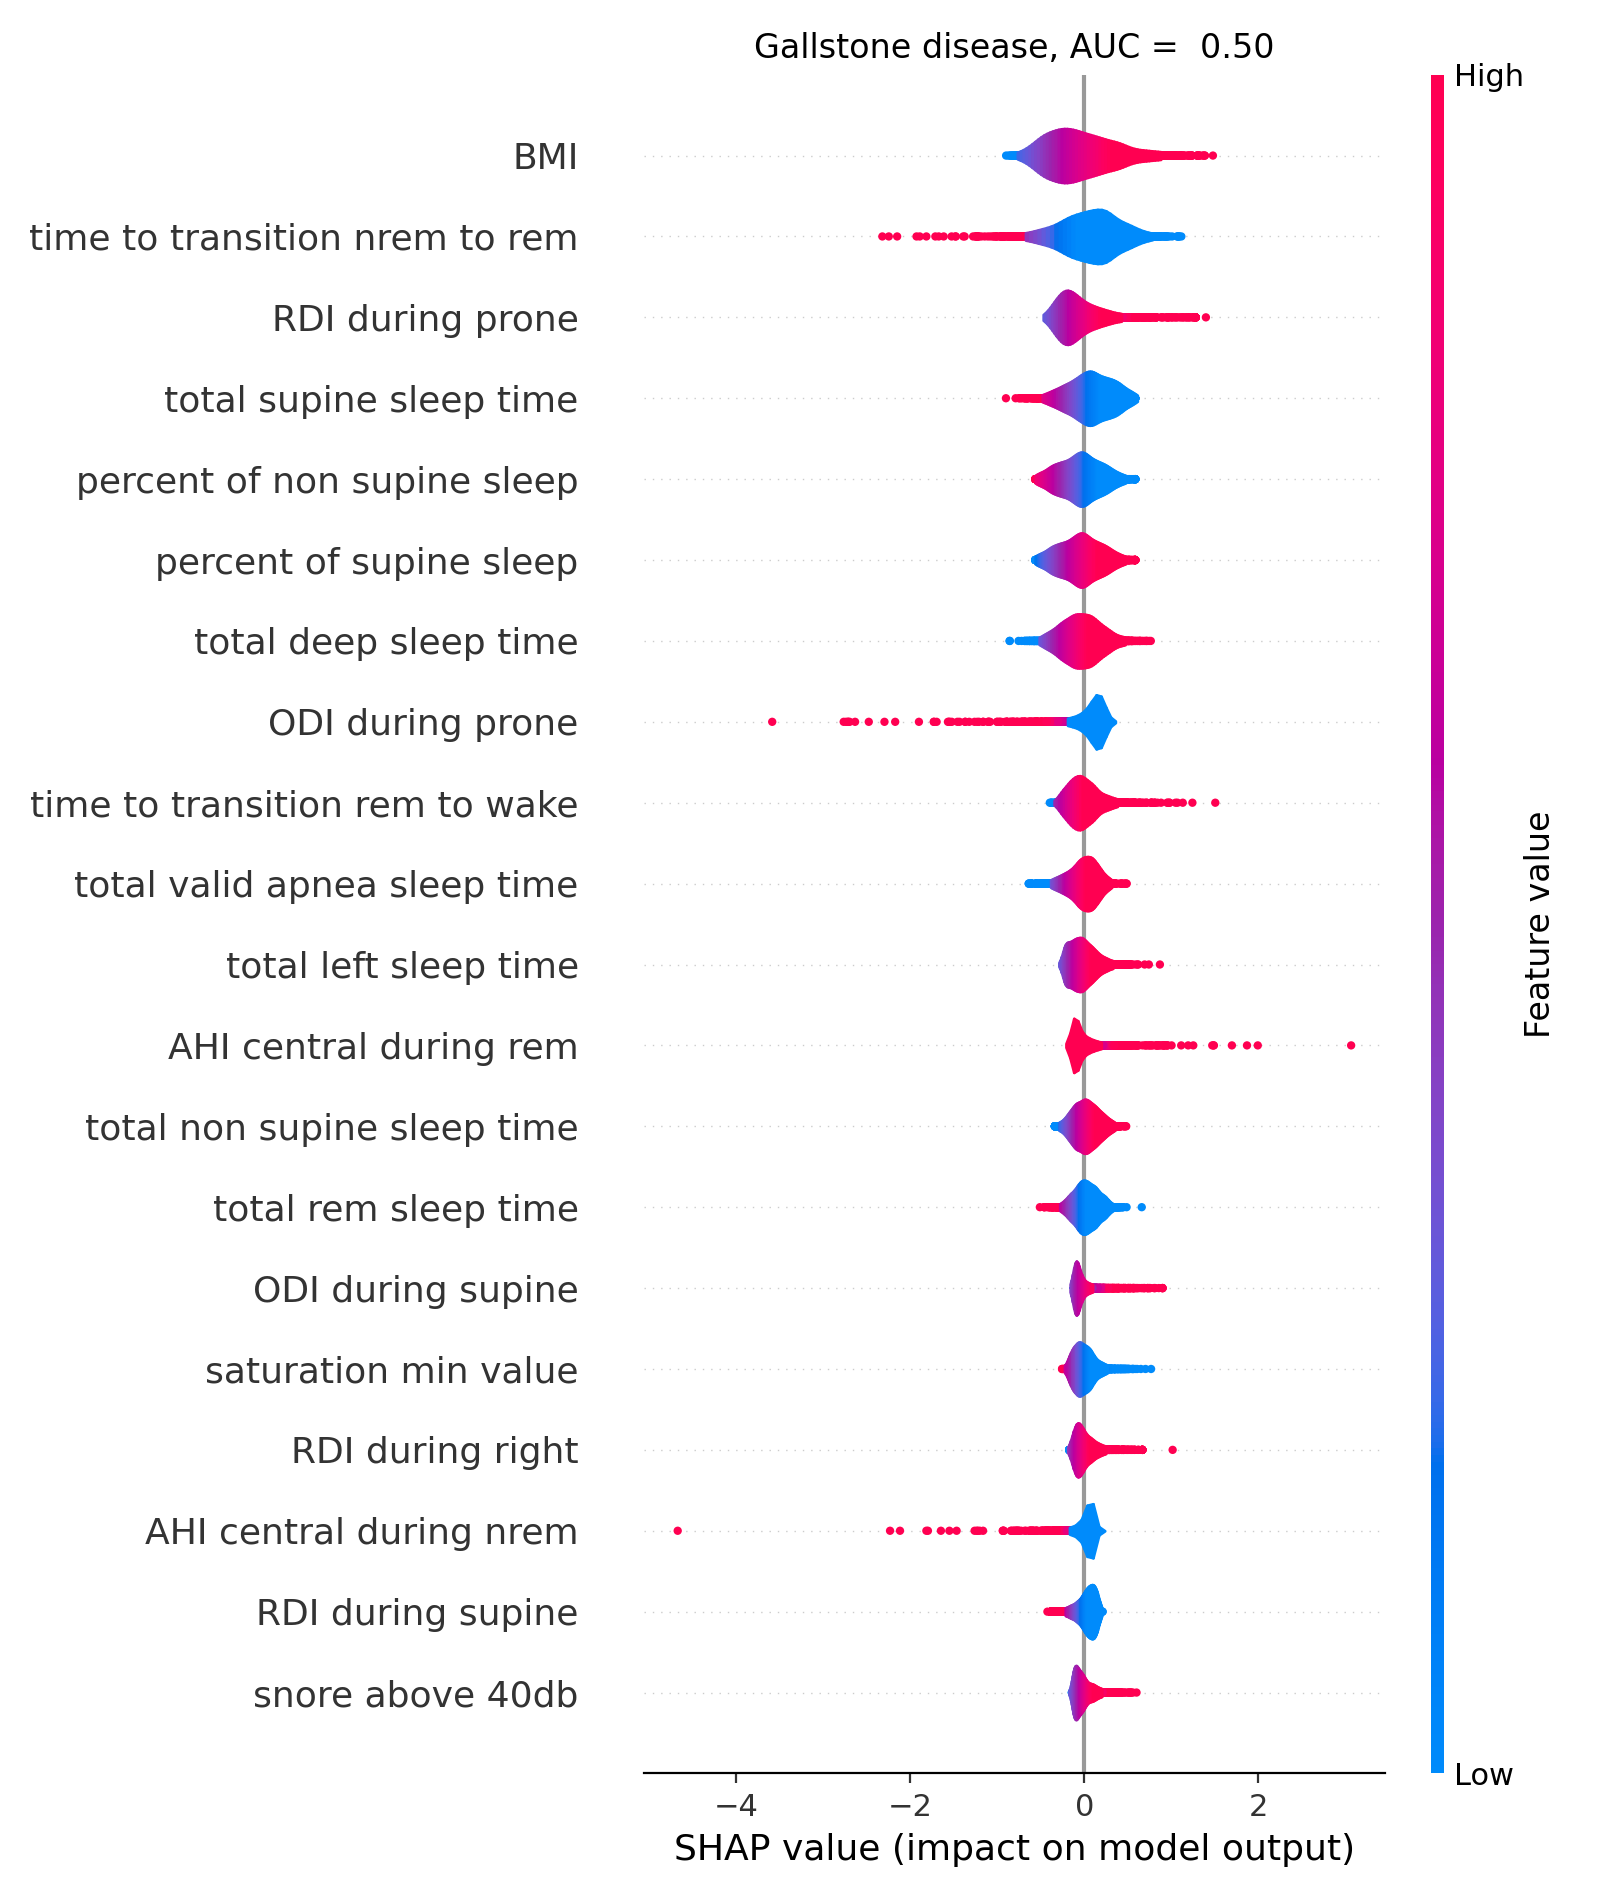 Gallstone disease, AUC =  0.50
High
BMI
time to transition nrem to rem
RDI during prone
total supine sleep time
percent of non supine sleep
percent of supine sleep
total deep sleep time
ODI during prone
time to transition rem to wake
total valid apnea sleep time
total left sleep time
AHI central during rem
total non supine sleep time
total rem sleep time
ODI during supine
saturation min value
RDI during right
AHI central during nrem
RDI during supine
snore above 40db
Feature value
Low
−4 −2 0 2
SHAP value (impact on model output)